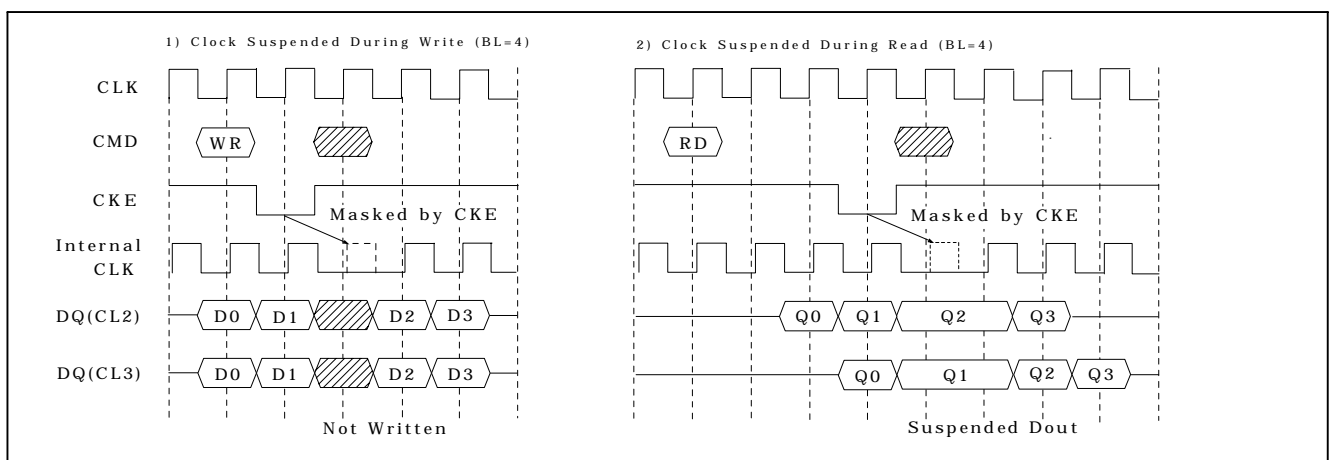 1) Clock Suspended During Write (BL=4)
2) Clock Suspended During Read (BL=4)
CLK
CMD
WR
RD
CKE
Masked by CKE
Masked by CKE
Internal
CLK
DQ(CL2)
D0 D1 D2 D3
Q0 Q1 Q2 Q3
DQ(CL3)
D0 D1 D2 D3
Q0 Q1 Q2 Q3
Not Written
Suspended Dout